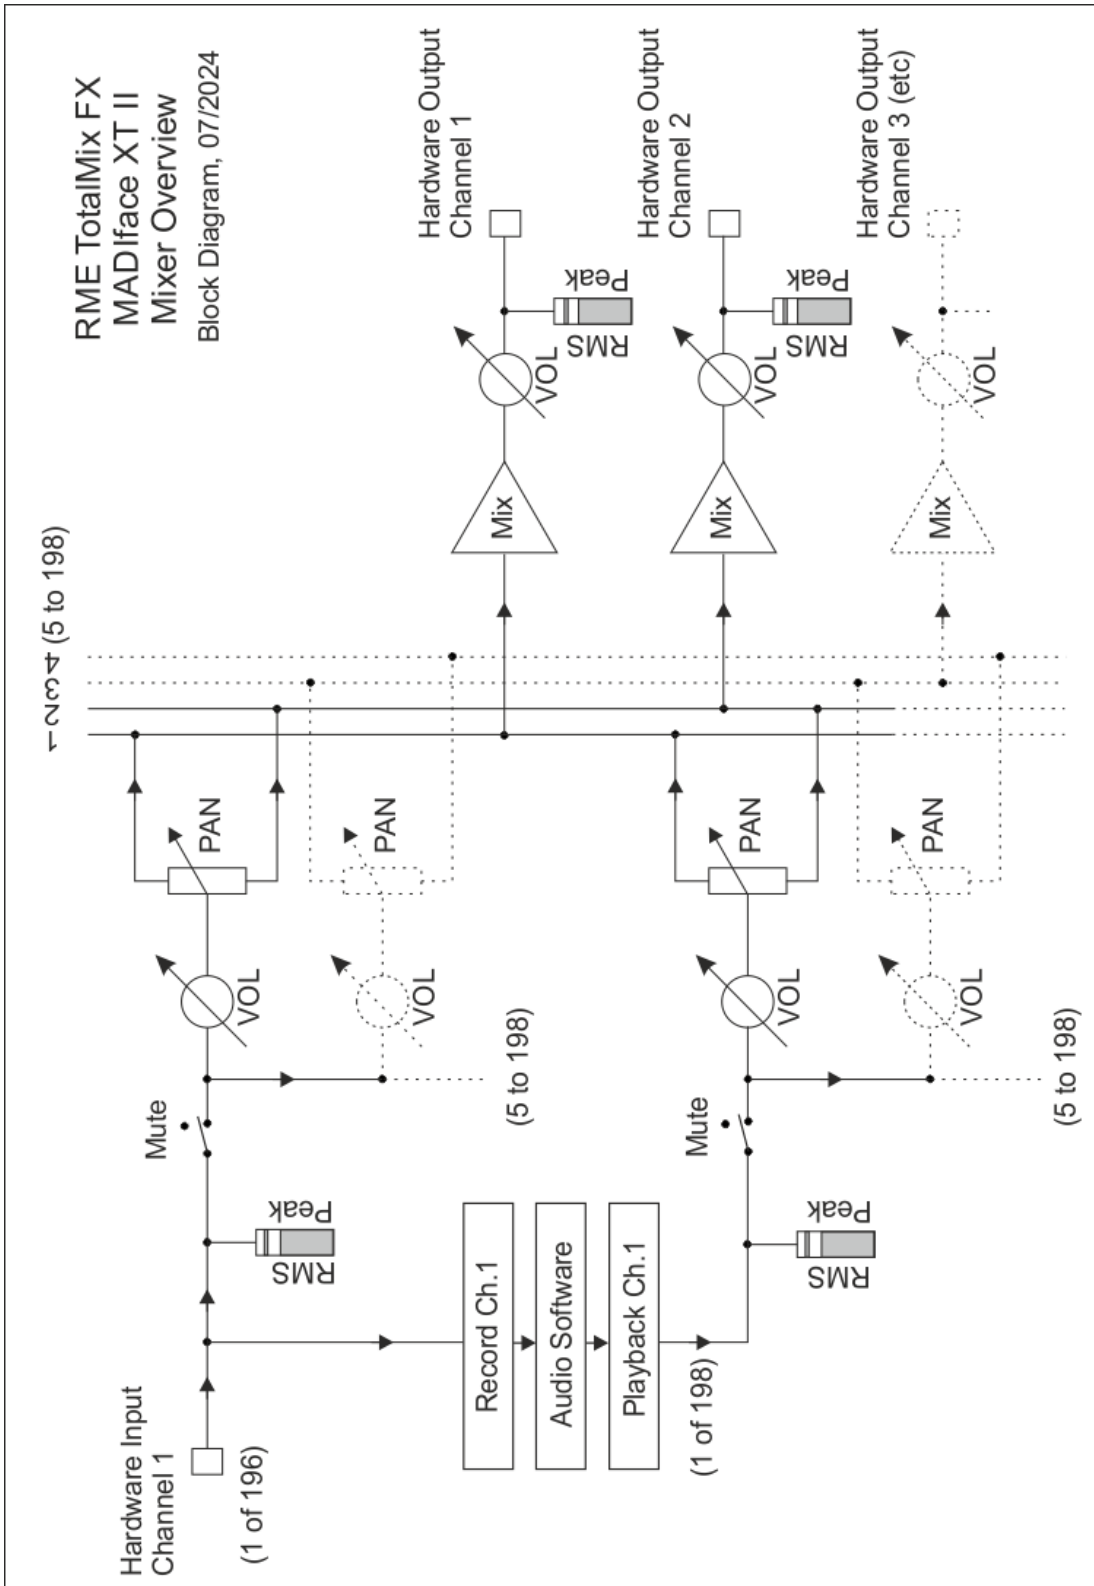 RME TotalMix FX
MADIface XT II
Mixer Overview
Block Diagram, 07/2024
Hardware Input
Channel 1
(1 of 196)
RMS
Peak
Mute
VOL
PAN
(5 to 198)
VOL
PAN
Record Ch.1
Audio Software
Playback Ch.1
(1 of 198)
RMS
Peak
Mute
VOL
PAN
(5 to 198)
VOL
PAN
1 2 3 4 (5 to 198)
Mix
VOL
RMS
Peak
Hardware Output
Channel 1
Mix
VOL
RMS
Peak
Hardware Output
Channel 2
Mix
VOL
Hardware Output
Channel 3 (etc)